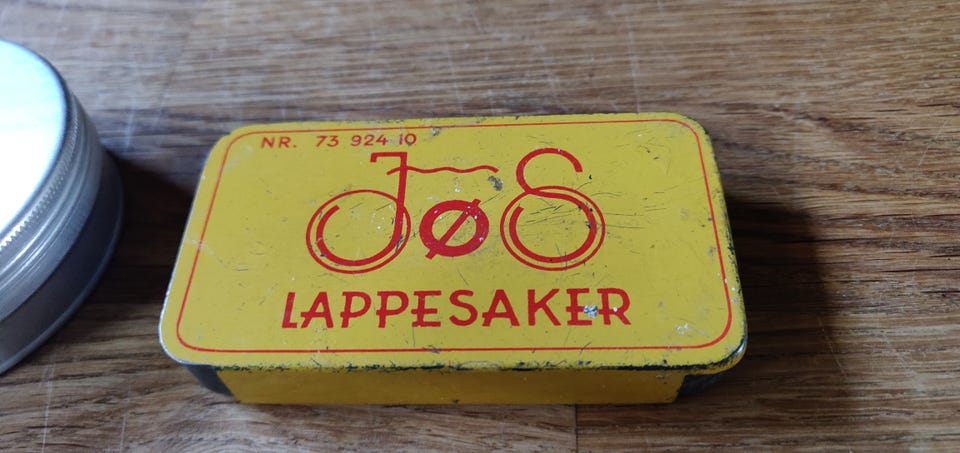 NR. 73 924 10
JØS
LAPPESAKER